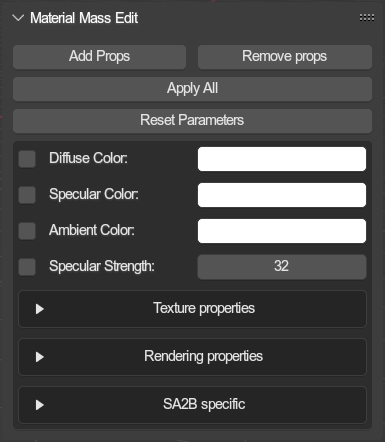 Material Mass Edit
Add Props Remove props
Apply All
Reset Parameters
Diffuse Color:
Specular Color:
Ambient Color:
Specular Strength: 32
Texture properties
Rendering properties
SA2B specific